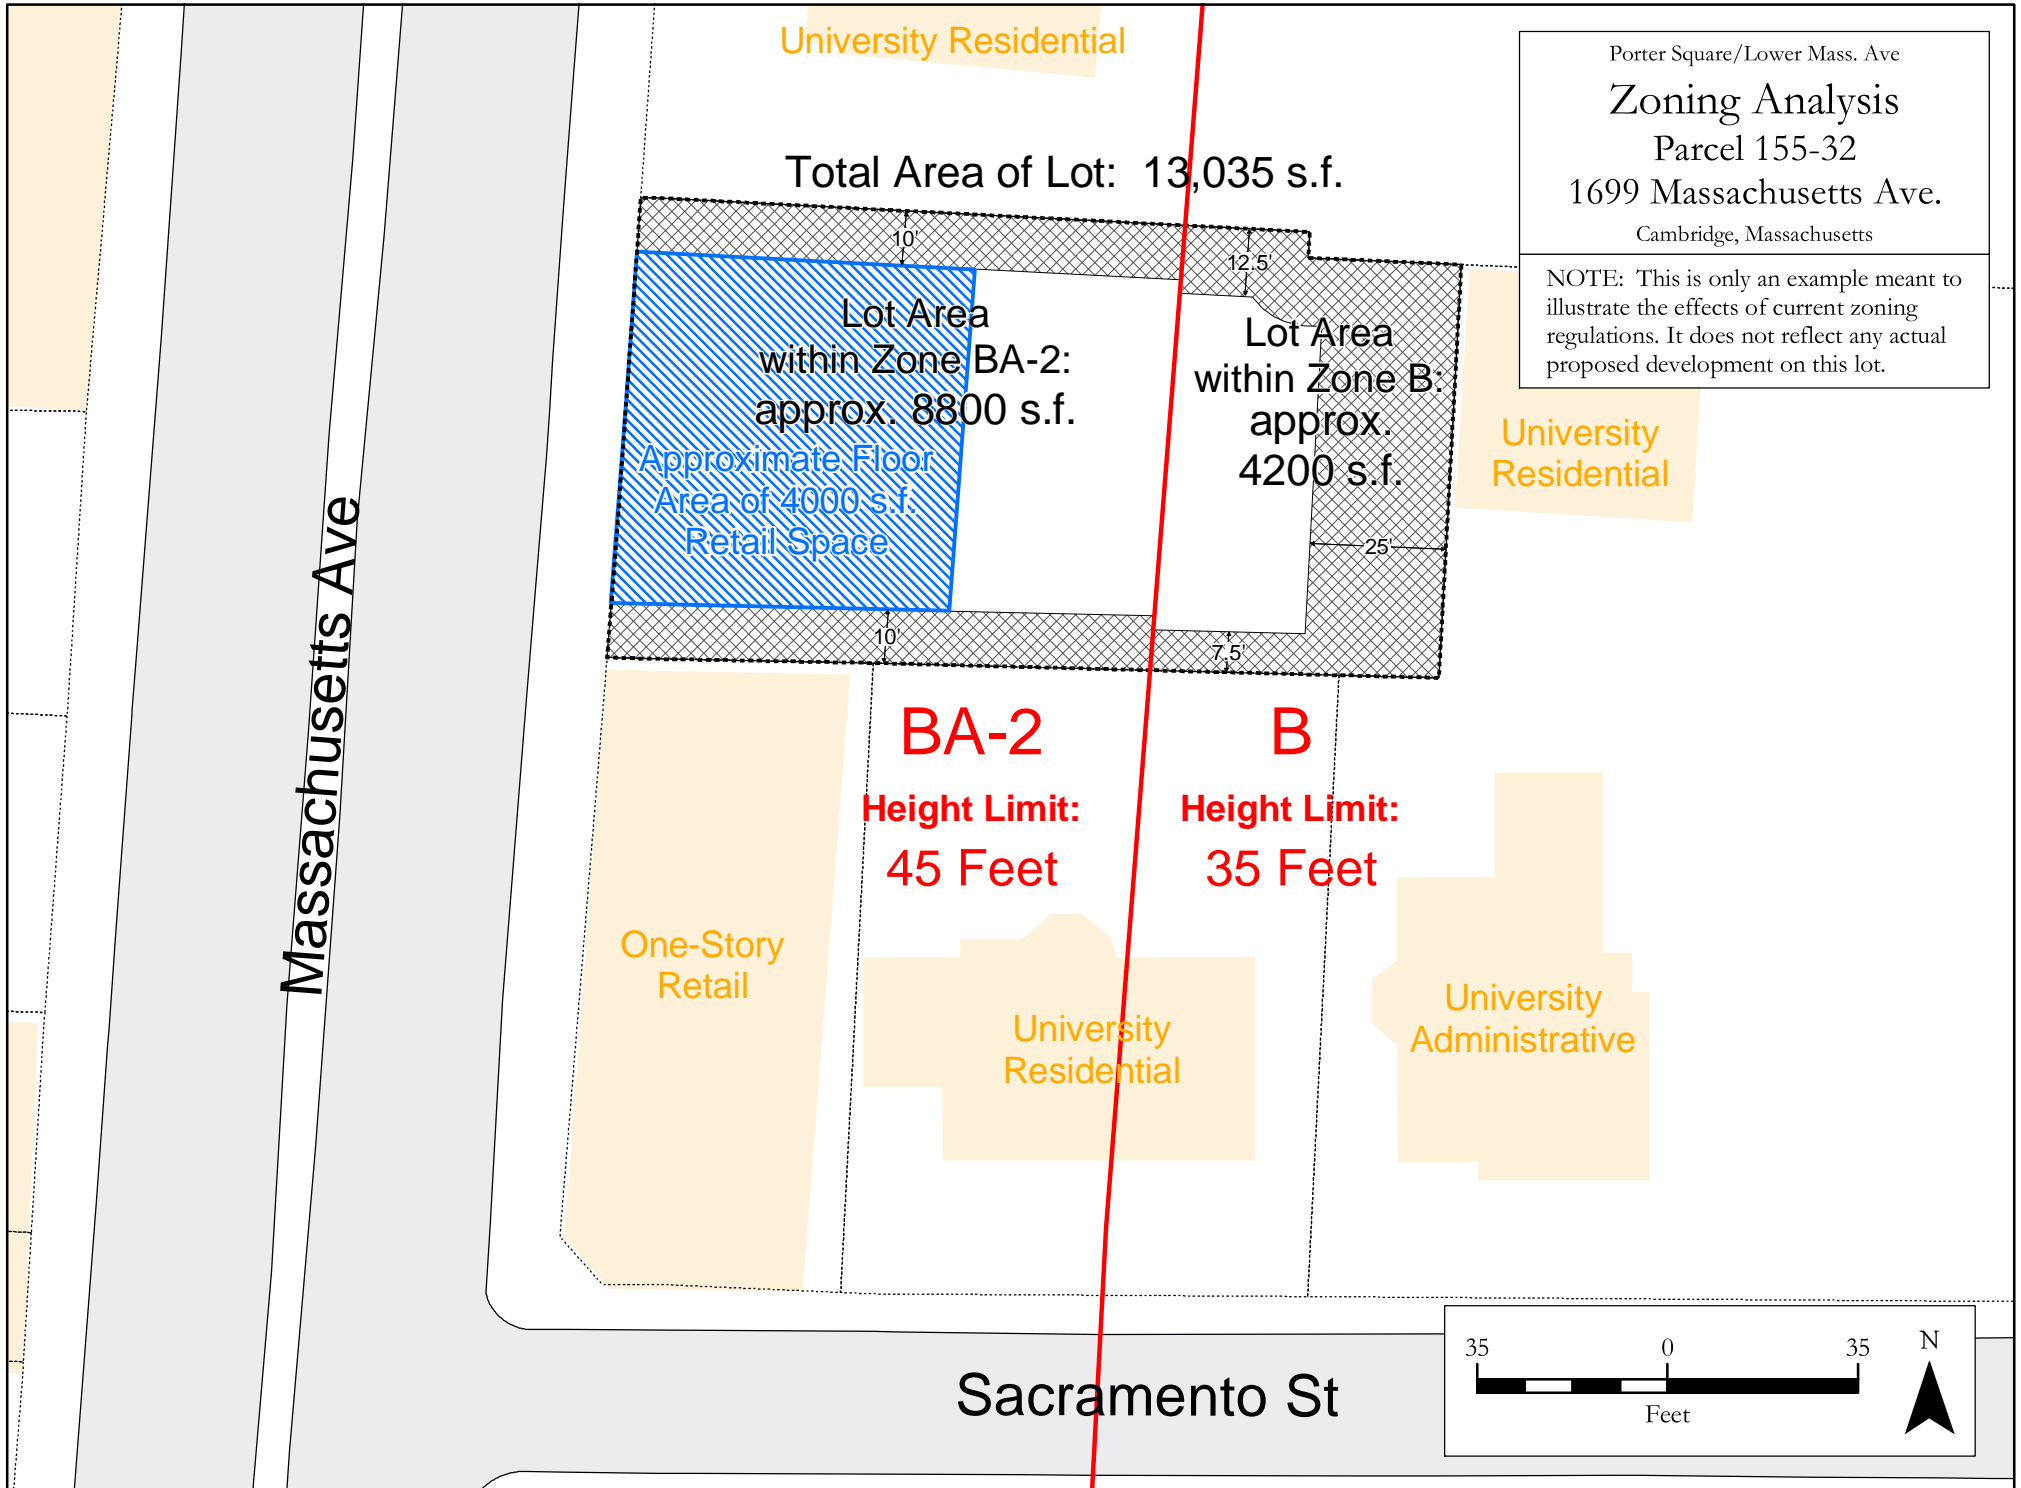 University Residential
Porter Square/Lower Mass. Ave
Zoning Analysis
Parcel 155-32
1699 Massachusetts Ave.
Cambridge, Massachusetts
NOTE:  This is only an example meant to
illustrate the effects of current zoning
regulations. It does not reflect any actual
proposed development on this lot.
Total Area of Lot:  13,035 s.f.
10'
12.5'
Lot Area
within Zone BA-2:
approx. 8800 s.f.
Lot Area
within Zone B:
approx.
4200 s.f.
Approximate Floor
Area of 4000 s.f.
Retail Space
University
Residential
25'
10'
7.5'
Massachusetts Ave
BA-2
Height Limit:
45 Feet
B
Height Limit:
35 Feet
One-Story
Retail
University
Residential
University
Administrative
Sacramento St
35 0 35
Feet
N